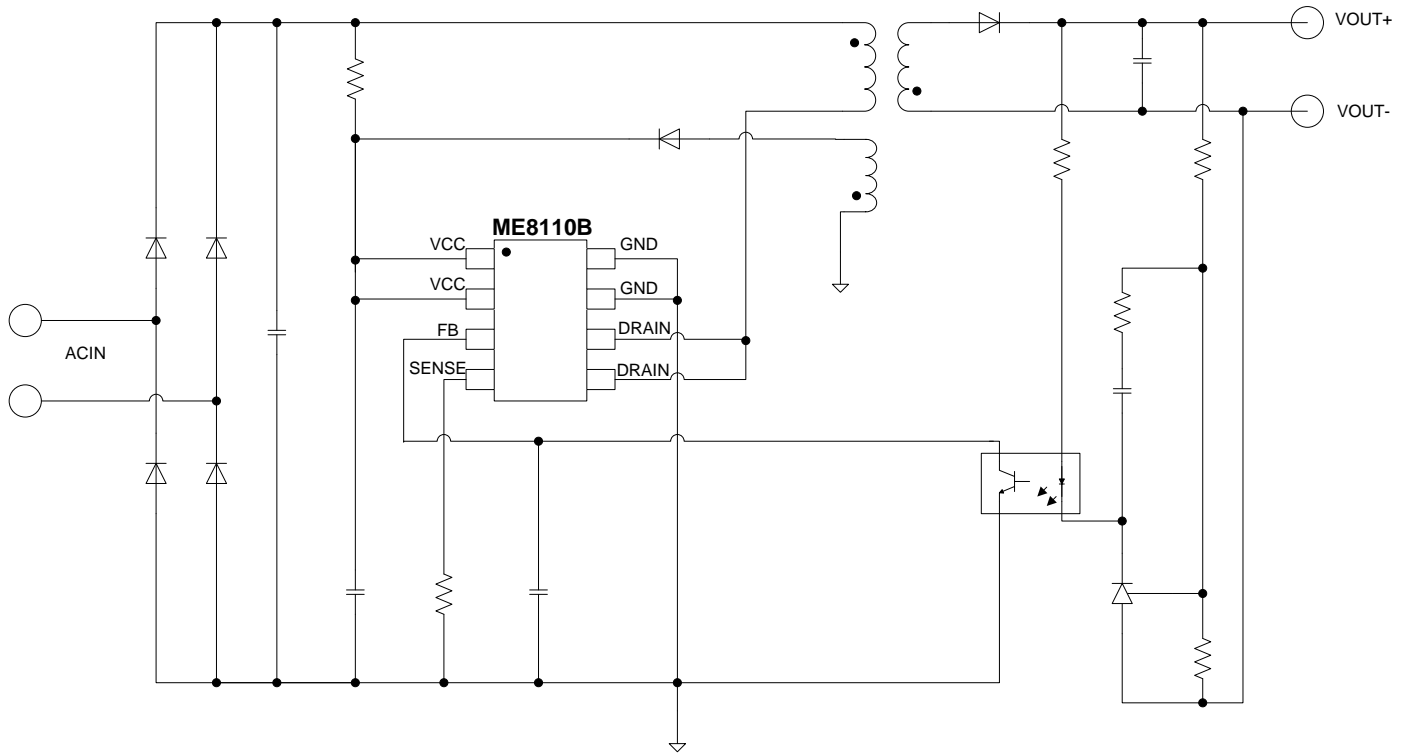 VOUT+
VOUT-
ME8110B
VCC
GND
VCC
GND
FB
DRAIN
SENSE
DRAIN
ACIN